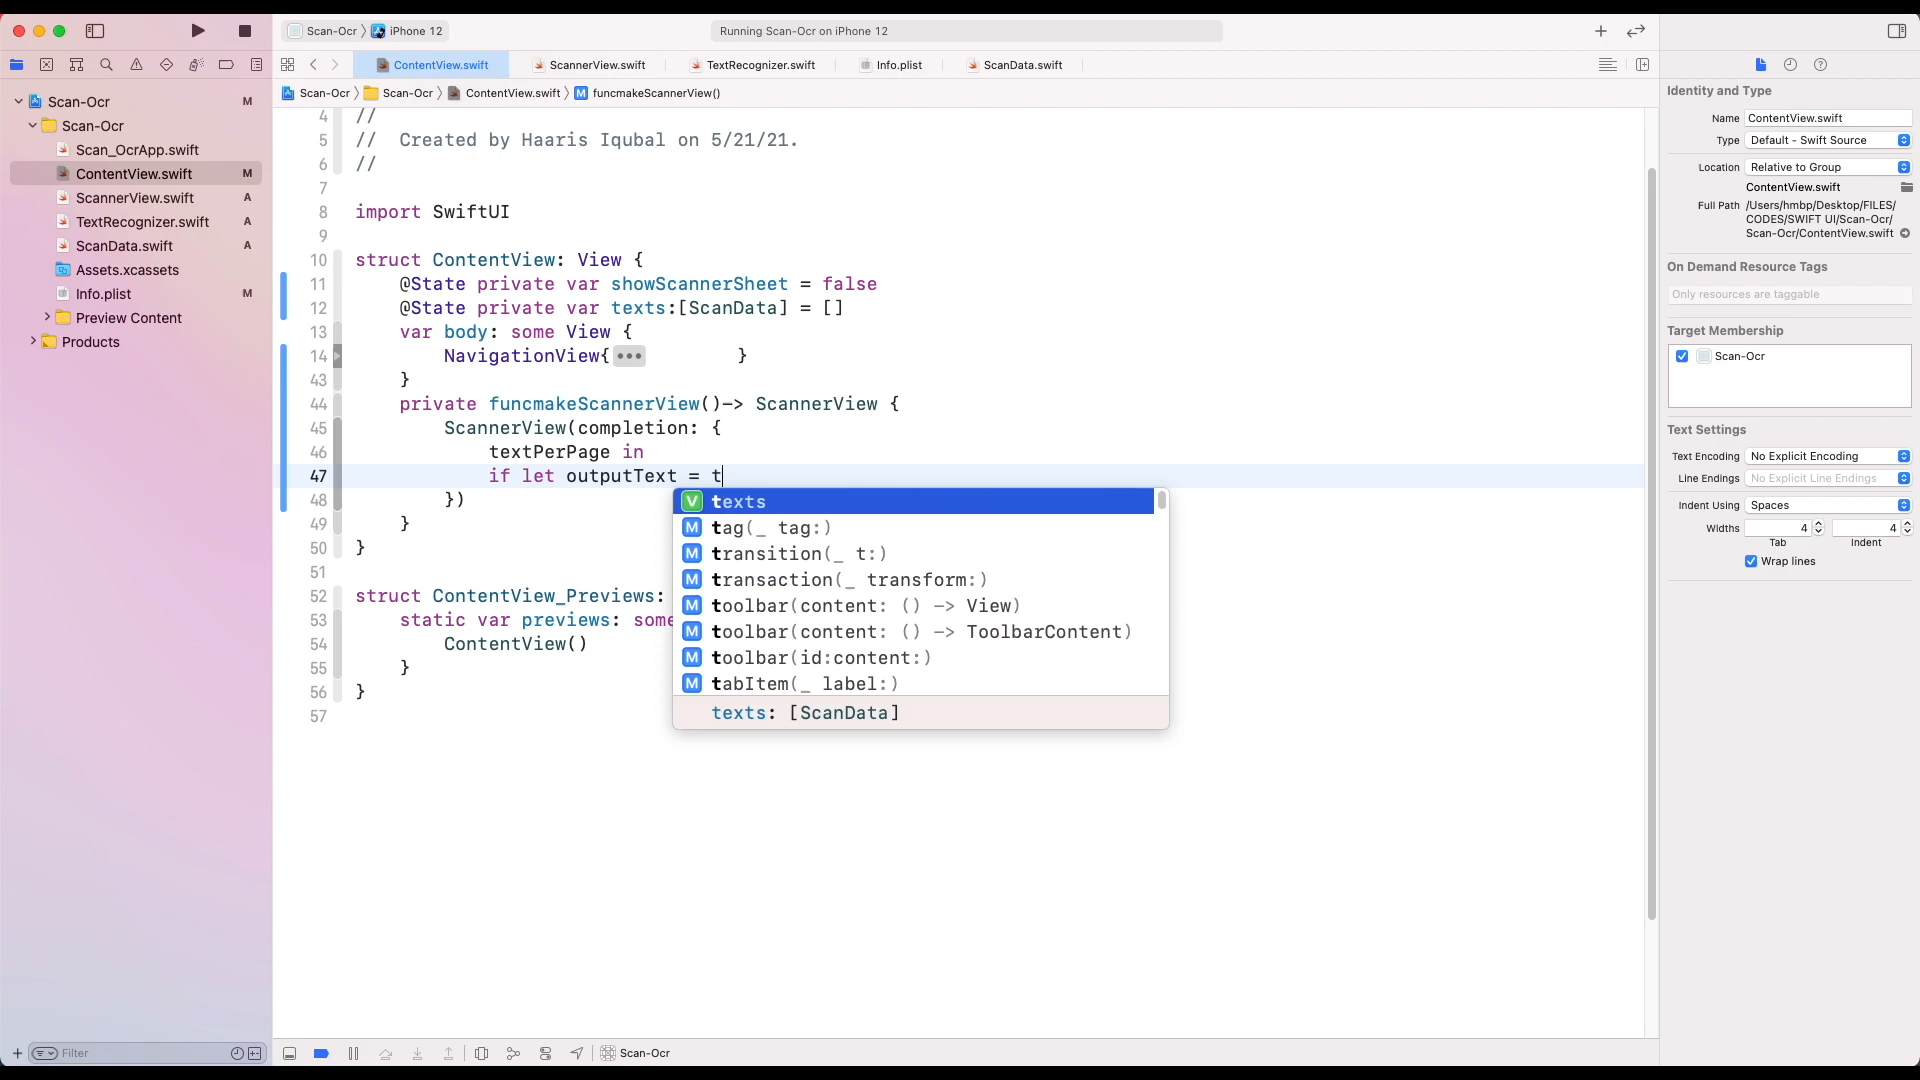 Scan-Ocr 〉 iPhone 12
Running Scan-Ocr on iPhone 12
ContentView.swift
ScannerView.swift
TextRecognizer.swift
Info.plist
ScanData.swift
Scan-Ocr 〉 Scan-Ocr 〉 ContentView.swift 〉 M funcmakeScannerView()
Scan-Ocr M
Scan-Ocr
Scan_OcrApp.swift
ContentView.swift M
ScannerView.swift A
TextRecognizer.swift A
ScanData.swift A
Assets.xcassets
Info.plist M
Preview Content
Products
Filter
4 //
5 //  Created by Haaris Iqubal on 5/21/21.
6 //
7
8 import SwiftUI
9
10 struct ContentView: View {
11 @State private var showScannerSheet = false
12 @State private var texts:[ScanData] = []
13 var body: some View {
14 NavigationView{••• }
43 }
44 private funcmakeScannerView()-> ScannerView {
45 ScannerView(completion: {
46 textPerPage in
47 if let outputText = t
48 })
49 }
50 }
51
52 struct ContentView_Previews:
53 static var previews: some
54 ContentView()
55 }
56 }
57
V texts
M tag(_ tag:)
M transition(_ t:)
M transaction(_ transform:)
M toolbar(content: () -> View)
M toolbar(content: () -> ToolbarContent)
M toolbar(id:content:)
M tabItem(_ label:)
texts: [ScanData]
Scan-Ocr
Identity and Type
Name ContentView.swift
Type Default - Swift Source
Location Relative to Group
ContentView.swift
Full Path /Users/hmbp/Desktop/FILES/
CODES/SWIFT UI/Scan-Ocr/
Scan-Ocr/ContentView.swift
On Demand Resource Tags
Only resources are taggable
Target Membership
Scan-Ocr
Text Settings
Text Encoding No Explicit Encoding
Line Endings No Explicit Line Endings
Indent Using Spaces
Widths 4 4
Tab Indent
Wrap lines